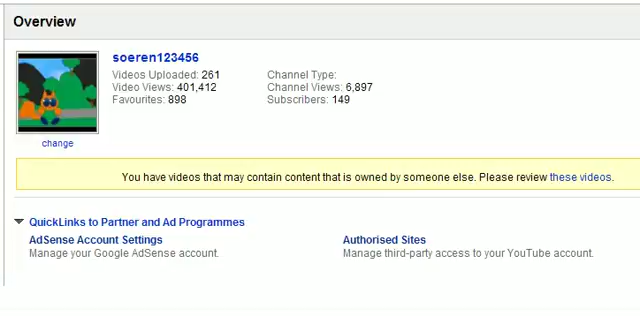 Overview
soeren123456
Videos Uploaded: 261
Channel Type:
Video Views: 401,412
Channel Views: 6,897
Favourites: 898
Subscribers: 149
change
You have videos that may contain content that is owned by someone else. Please review these videos.
QuickLinks to Partner and Ad Programmes
AdSense Account Settings
Authorised Sites
Manage your Google AdSense account.
Manage third-party access to your YouTube account.